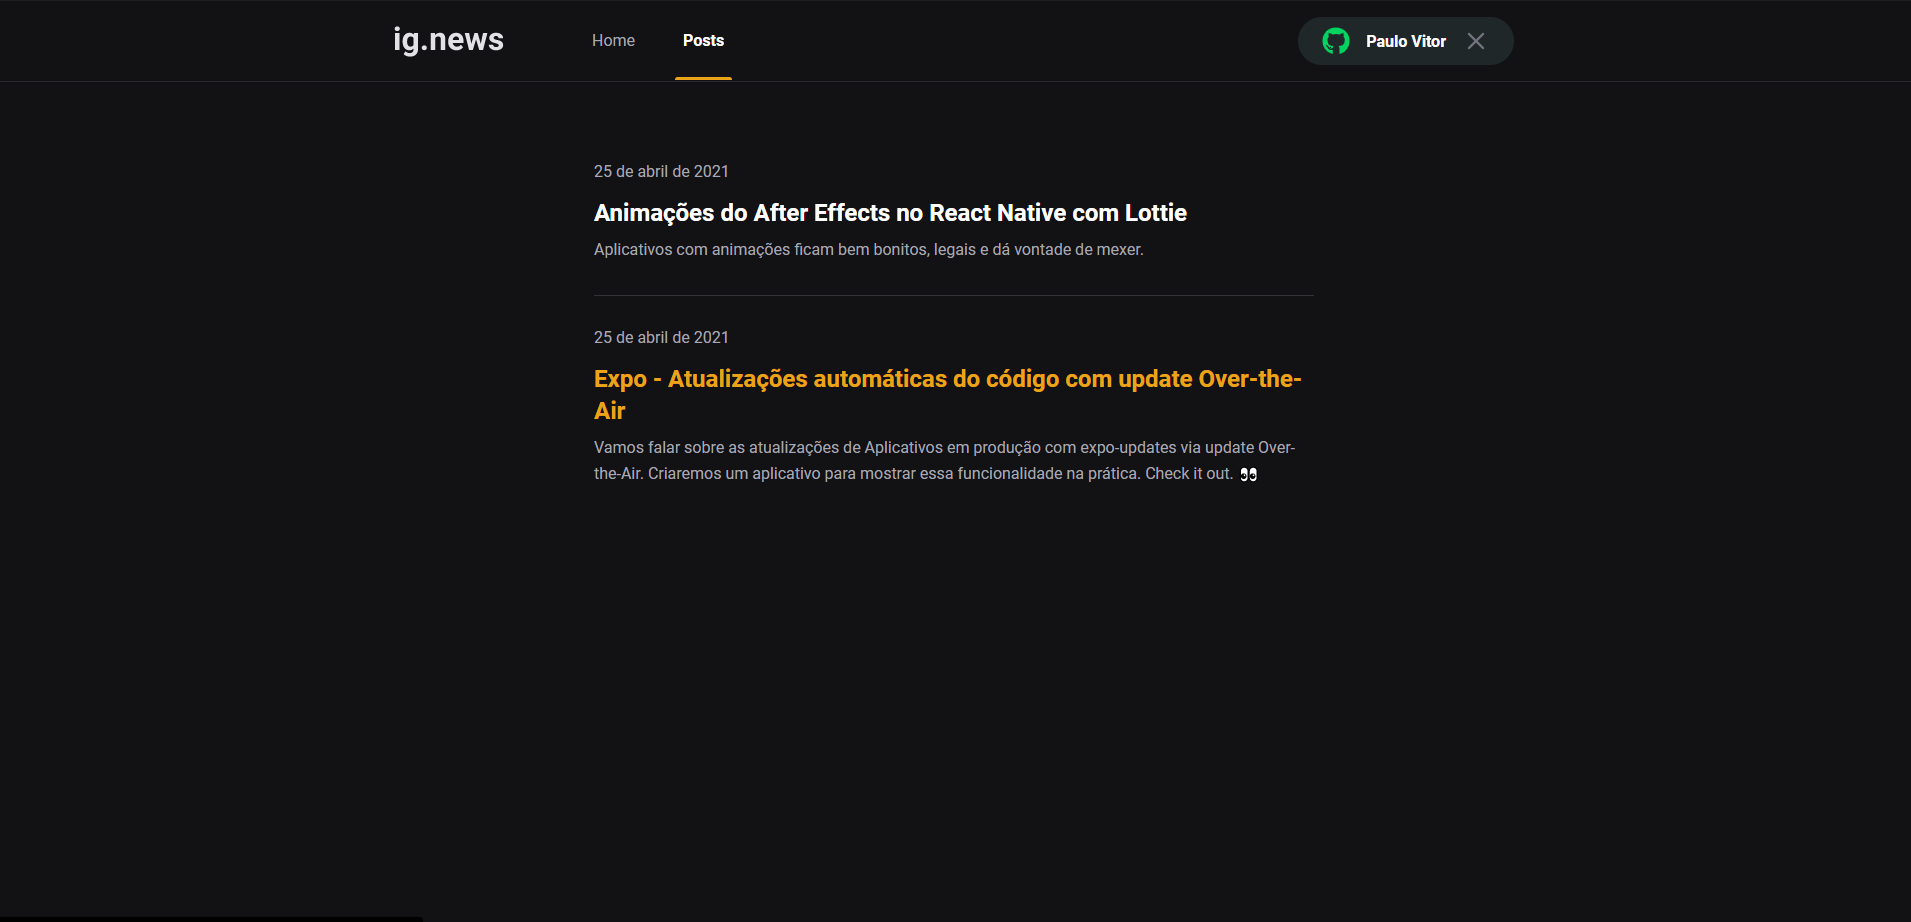 ig.news
Home
Posts
Paulo Vitor
25 de abril de 2021
Animações do After Effects no React Native com Lottie
Aplicativos com animações ficam bem bonitos, legais e dá vontade de mexer.
25 de abril de 2021
Expo - Atualizações automáticas do código com update Over-the-
Air
Vamos falar sobre as atualizações de Aplicativos em produção com expo-updates via update Over-
the-Air. Criaremos um aplicativo para mostrar essa funcionalidade na prática. Check it out. 👀